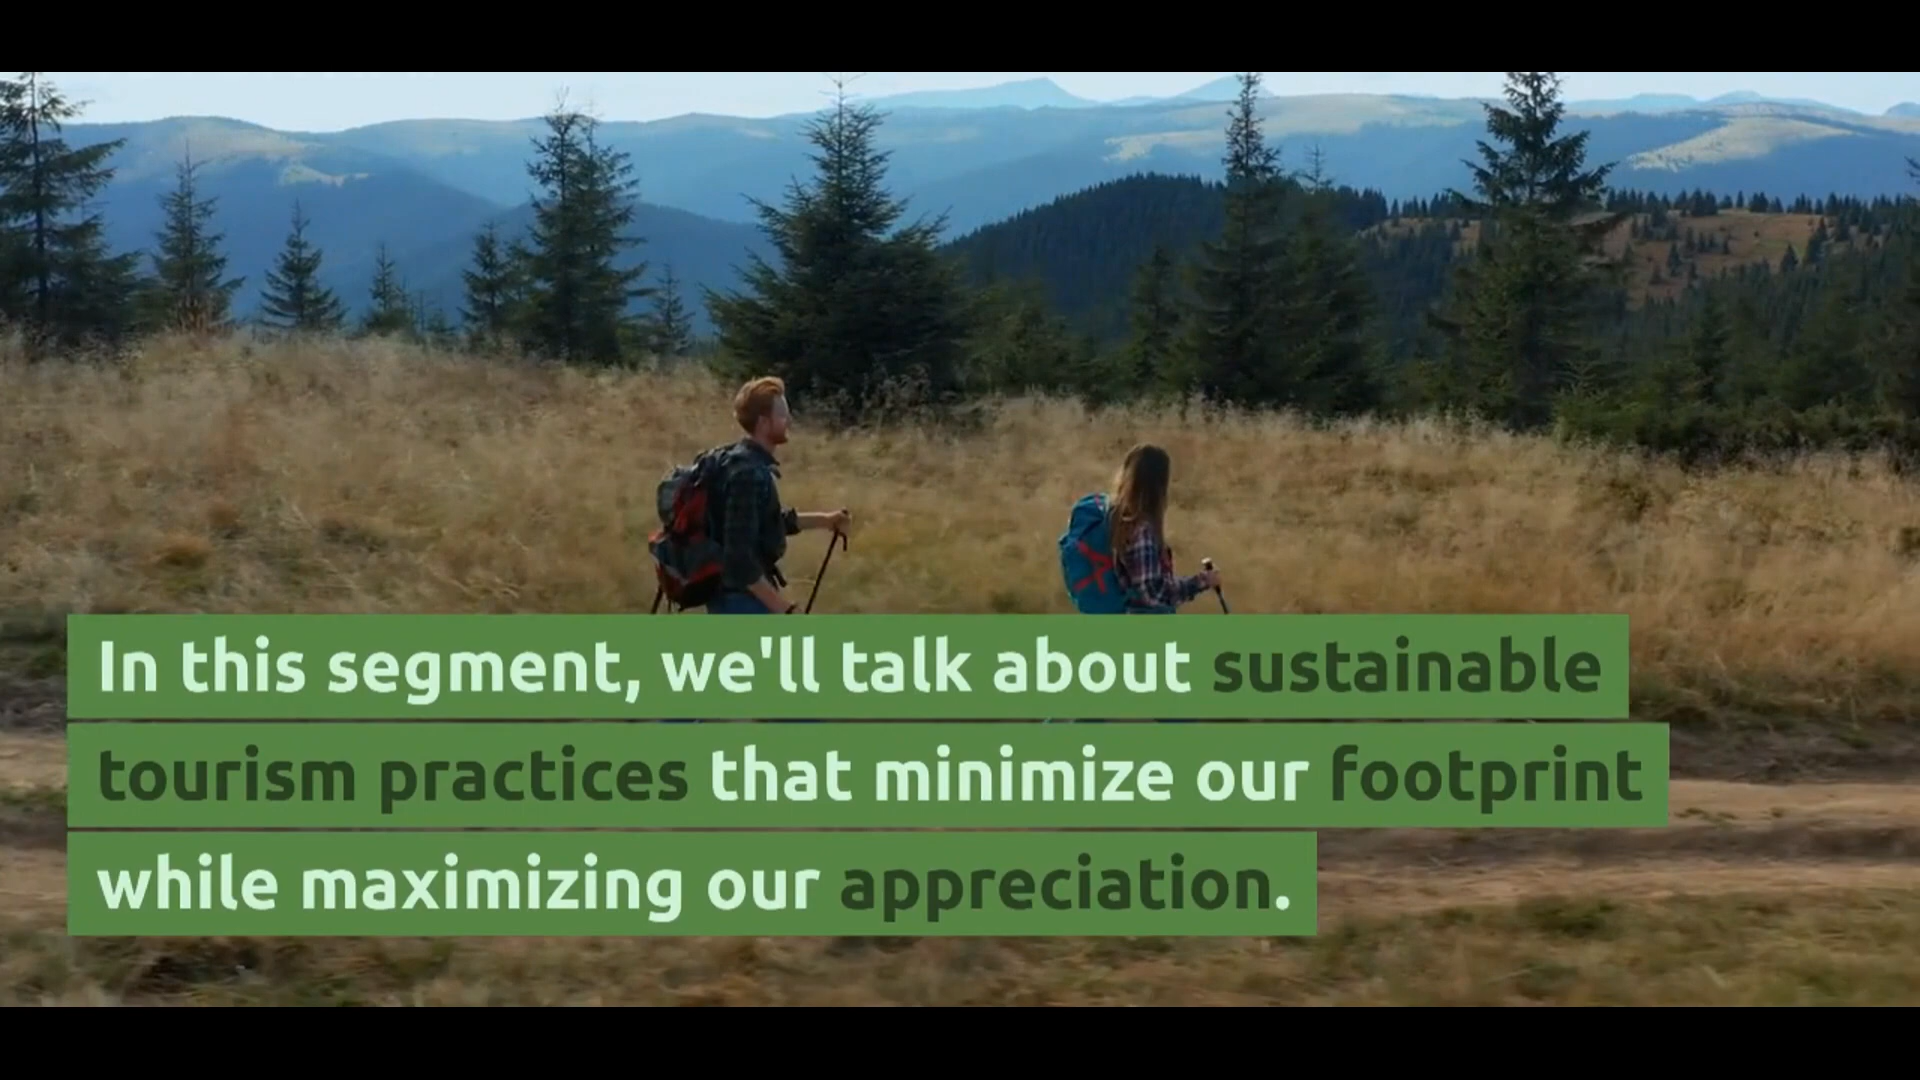 In this segment, we'll talk about sustainable
tourism practices that minimize our footprint
while maximizing our appreciation.